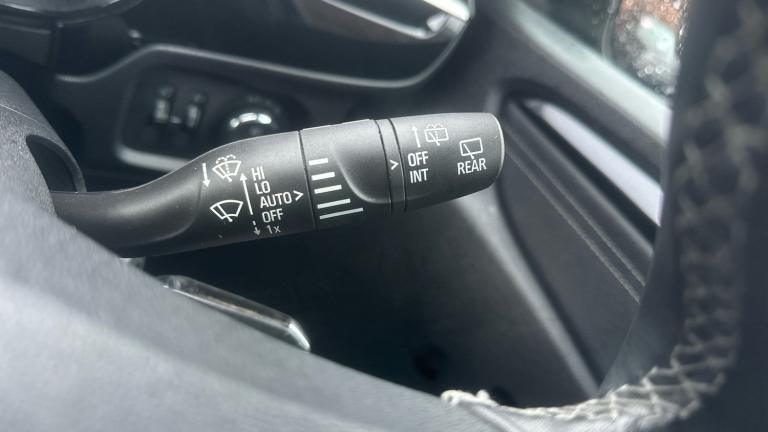 HI
LO
AUTO >
OFF
1x
>
OFF
INT
REAR